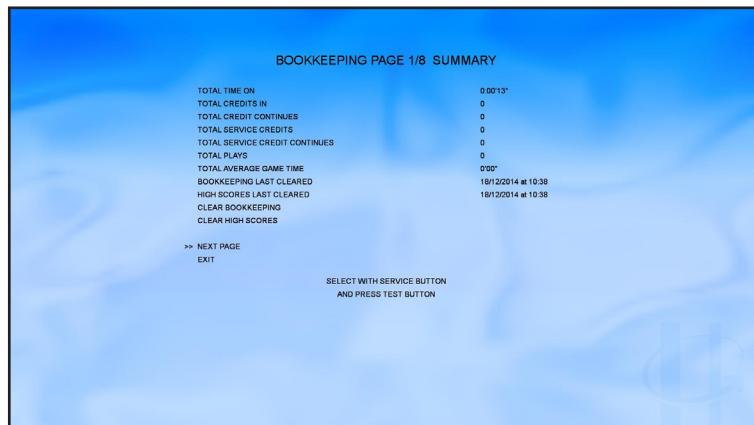 BOOKKEEPING PAGE 1/8 SUMMARY
TOTAL TIME ON 0:00'13"
TOTAL CREDITS IN 0
TOTAL CREDIT CONTINUES 0
TOTAL SERVICE CREDITS 0
TOTAL SERVICE CREDIT CONTINUES 0
TOTAL PLAYS 0
TOTAL AVERAGE GAME TIME 0'00"
BOOKKEEPING LAST CLEARED 18/12/2014 at 10:38
HIGH SCORES LAST CLEARED 18/12/2014 at 10:38
CLEAR BOOKKEEPING
CLEAR HIGH SCORES
>> NEXT PAGE
EXIT
SELECT WITH SERVICE BUTTON
AND PRESS TEST BUTTON